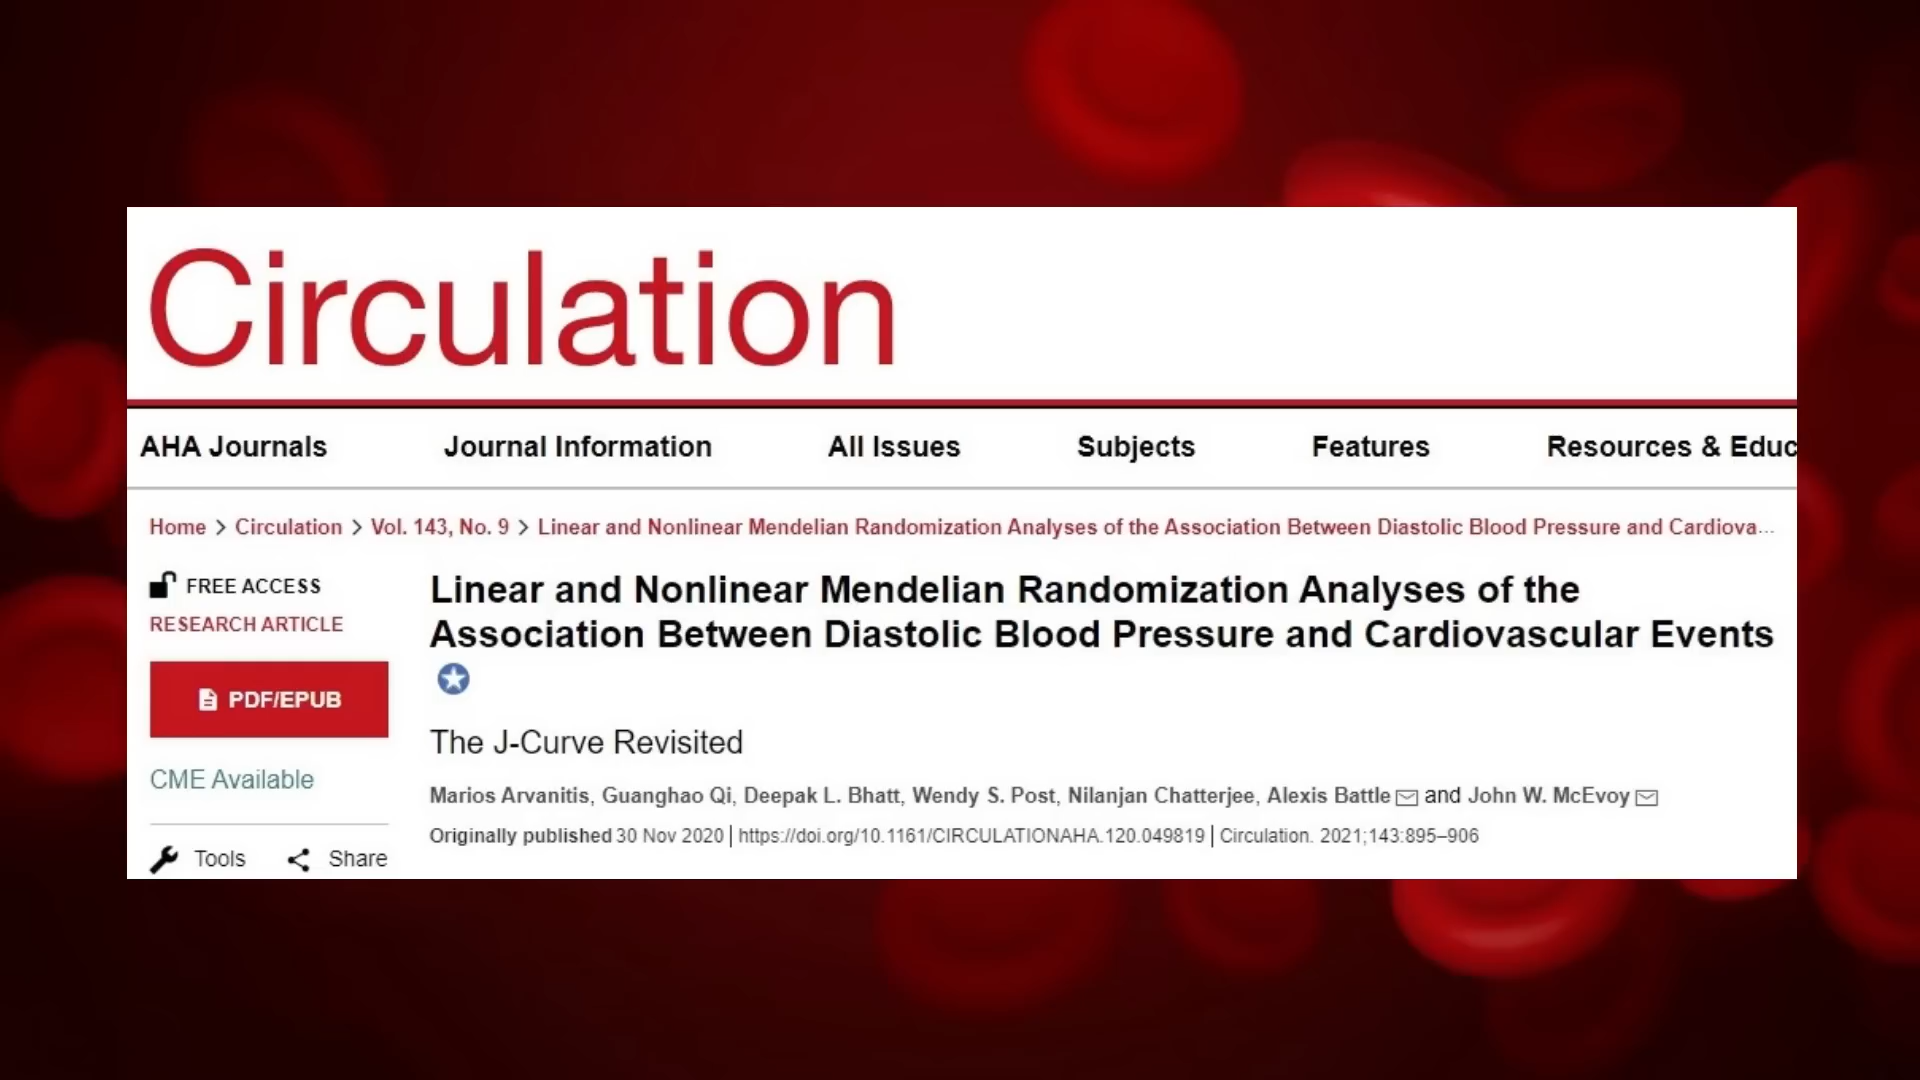 Circulation
AHA Journals Journal Information All Issues Subjects Features Resources & Educ
Home > Circulation > Vol. 143, No. 9 > Linear and Nonlinear Mendelian Randomization Analyses of the Association Between Diastolic Blood Pressure and Cardiova...
FREE ACCESS
RESEARCH ARTICLE
PDF/EPUB
CME Available
Tools Share
Linear and Nonlinear Mendelian Randomization Analyses of the
Association Between Diastolic Blood Pressure and Cardiovascular Events
The J-Curve Revisited
Marios Arvanitis, Guanghao Qi, Deepak L. Bhatt, Wendy S. Post, Nilanjan Chatterjee, Alexis Battle and John W. McEvoy
Originally published 30 Nov 2020 | https://doi.org/10.1161/CIRCULATIONAHA.120.049819 | Circulation. 2021;143:895–906